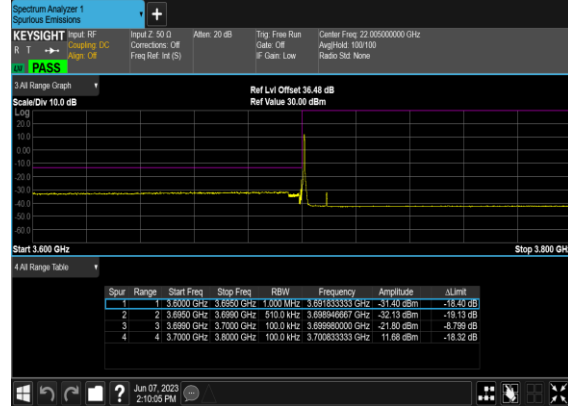 Spectrum Analyzer 1
Spurious Emissions
KEYSIGHT Input: RF Input Z: 50 Ω Atten: 20 dB Trig: Free Run Center Freq: 22.005000000 GHz
R T Coupling: DC Corrections: Off Gate: Off Avg|Hold: 100/100
Align: Off Freq Ref: Int (S) IF Gain: Low Radio Std: None
PASS
3 All Range Graph
Ref Lvl Offset 36.48 dB
Scale/Div 10.0 dB Ref Value 30.00 dBm
Log
20.0
10.0
0.00
-10.0
-20.0
-30.0
-40.0
-50.0
-60.0
Start 3.600 GHz Stop 3.800 GHz
4 All Range Table
Spur Range Start Freq Stop Freq RBW Frequency Amplitude ΔLimit
1 1 3.6000 GHz 3.6950 GHz 1.000 MHz 3.691833333 GHz -31.40 dBm -18.40 dB
2 2 3.6950 GHz 3.6990 GHz 510.0 kHz 3.698946667 GHz -32.13 dBm -19.13 dB
3 3 3.6990 GHz 3.7000 GHz 100.0 kHz 3.699980000 GHz -21.80 dBm -8.799 dB
4 4 3.7000 GHz 3.8000 GHz 100.0 kHz 3.700833333 GHz 11.68 dBm -18.32 dB
? Jun 07, 2023
2:10:05 PM